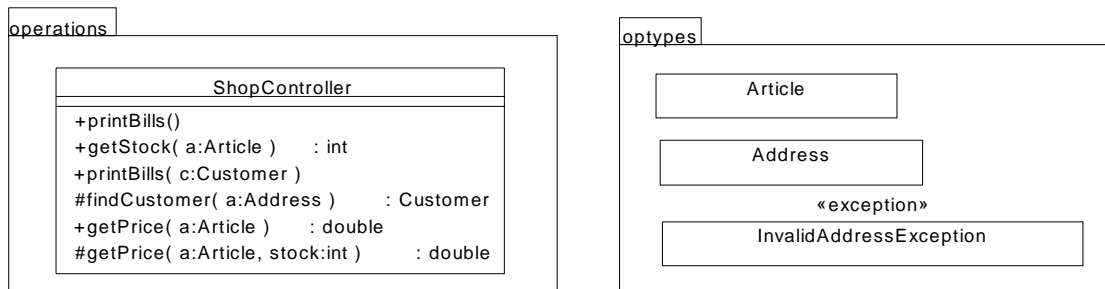 operations
ShopController
+printBills()
+getStock( a:Article ) : int
+printBills( c:Customer )
#findCustomer( a:Address ) : Customer
+getPrice( a:Article ) : double
#getPrice( a:Article, stock:int ) : double
optypes
Article
Address
«exception»
InvalidAddressException